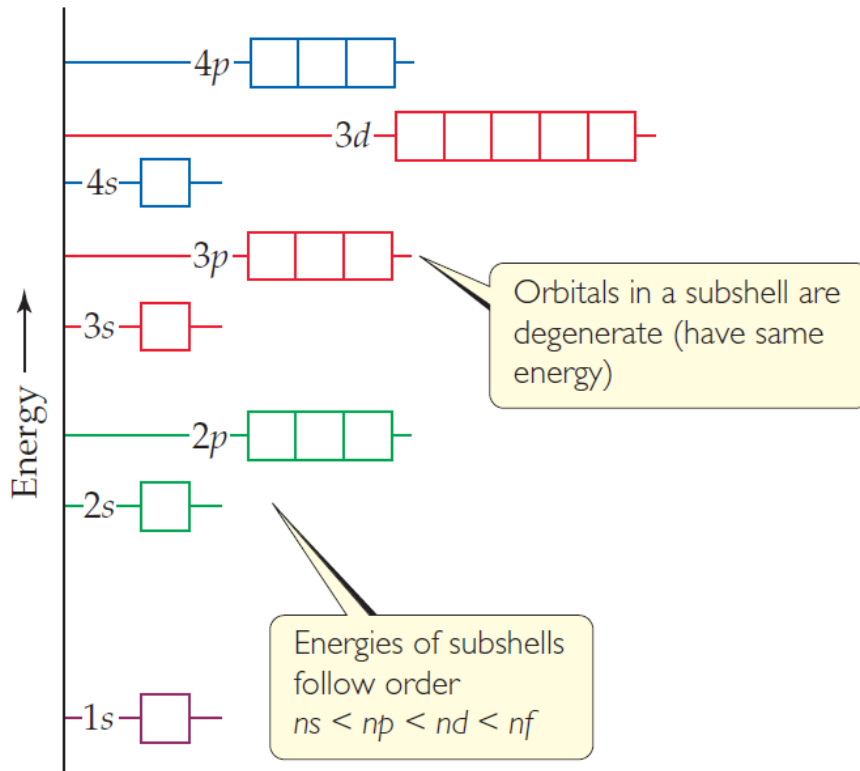 4p
3d
4s
3p
Orbitals in a subshell are
degenerate (have same
energy)
3s
Energy
2p
2s
Energies of subshells
follow order
ns < np < nd < nf
1s